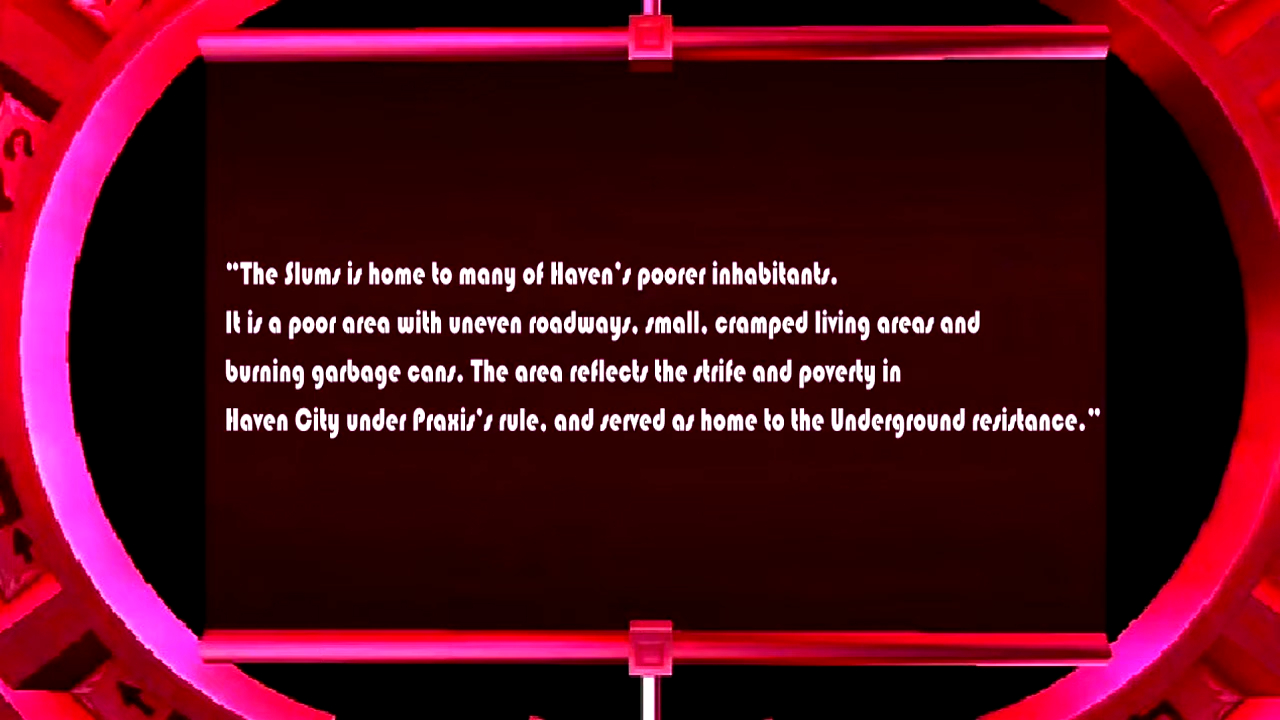 "The Slums is home to many of Haven's poorer inhabitants.
It is a poor area with uneven roadways, small, cramped living areas and
burning garbage cans. The area reflects the strife and poverty in
Haven City under Praxis's rule, and served as home to the Underground resistance."